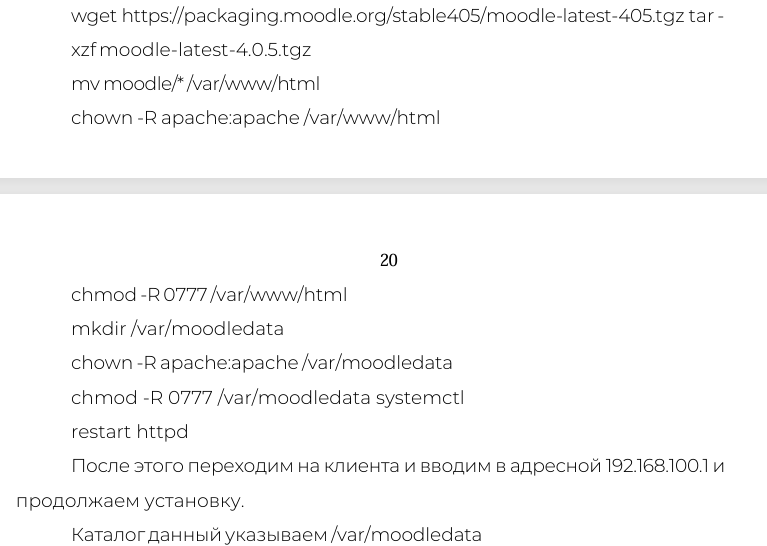 wget https://packaging.moodle.org/stable405/moodle-latest-405.tgz tar -
xzf moodle-latest-4.0.5.tgz
mv moodle/* /var/www/html
chown -R apache:apache /var/www/html
20
chmod -R 0777 /var/www/html
mkdir /var/moodledata
chown -R apache:apache /var/moodledata
chmod -R 0777 /var/moodledata systemctl
restart httpd
После этого переходим на клиента и вводим в адресной 192.168.100.1 и
продолжаем установку.
Каталог данный указываем /var/moodledata